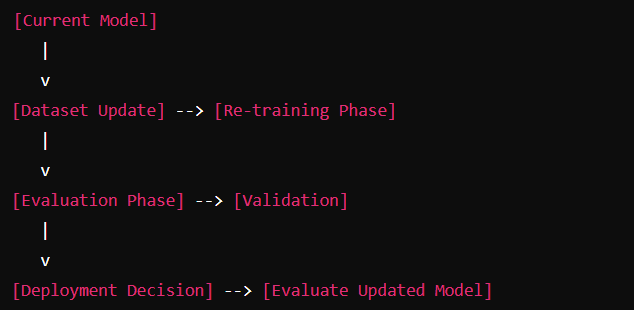 [Current Model]
|
v
[Dataset Update] --> [Re-training Phase]
|
v
[Evaluation Phase] --> [Validation]
|
v
[Deployment Decision] --> [Evaluate Updated Model]